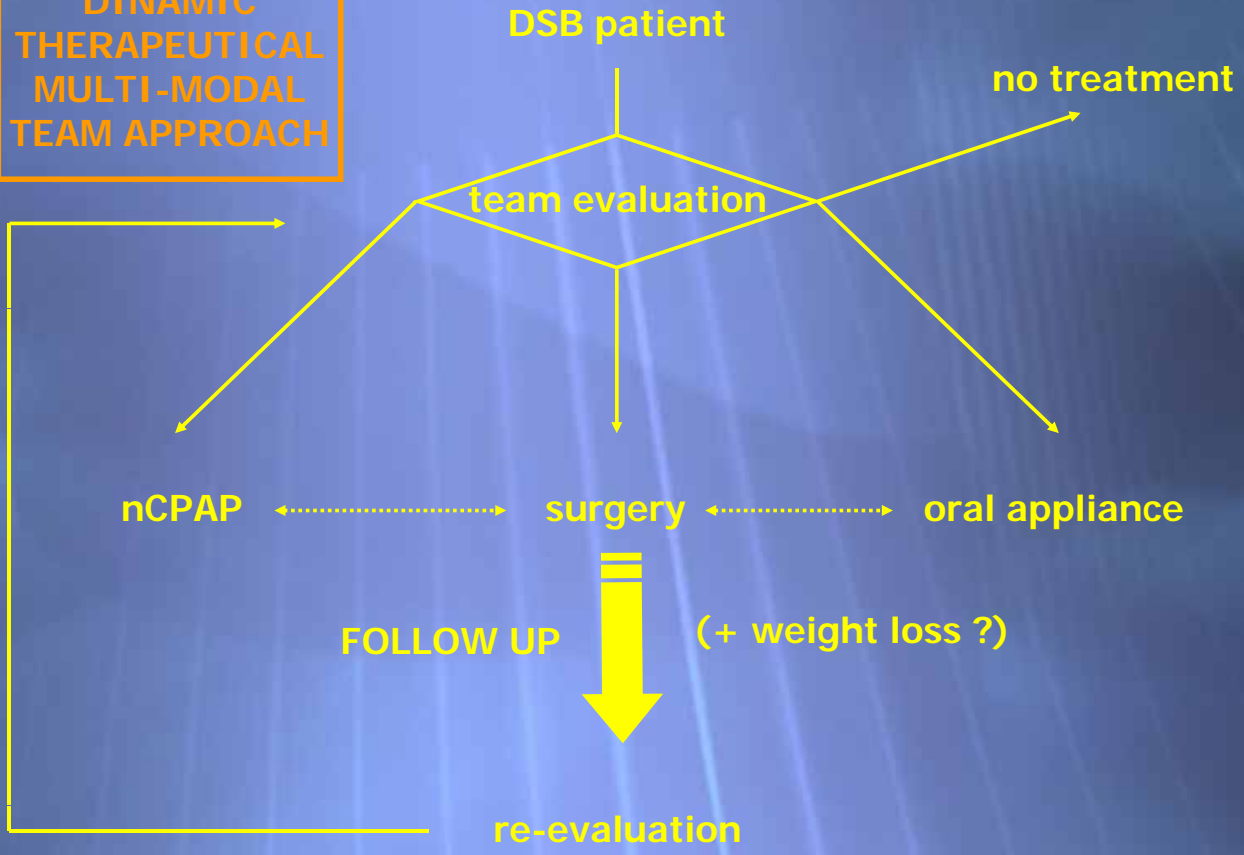 DINAMIC
THERAPEUTICAL
MULTI-MODAL
TEAM APPROACH
DSB patient
no treatment
team evaluation
nCPAP
surgery
oral appliance
FOLLOW UP
(+ weight loss ?)
re-evaluation